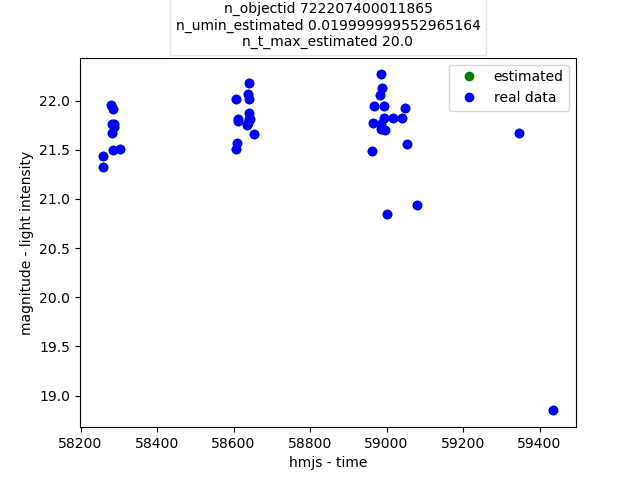 n_objectid 722207400011865
n_umin_estimated 0.019999999552965164
n_t_max_estimated 20.0
estimated
real data
magnitude - light intensity
22.0
21.5
21.0
20.5
20.0
19.5
19.0
58200 58400 58600 58800 59000 59200 59400
hmjs - time